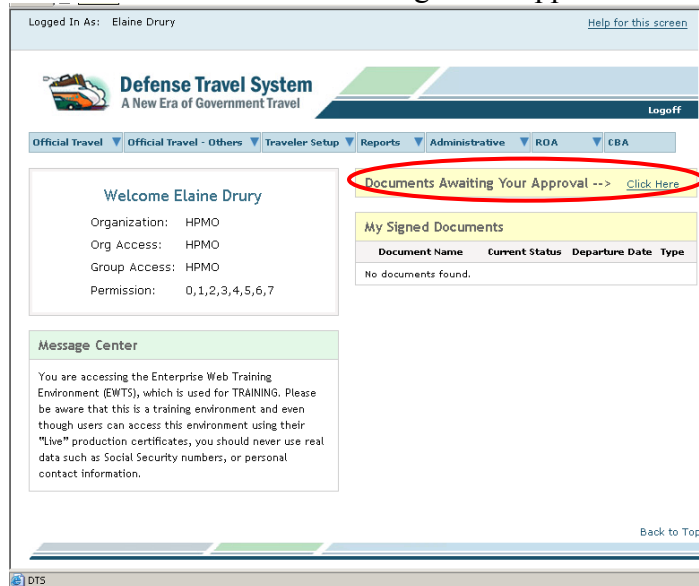 Logged In As: Elaine Drury
Help for this screen
Defense Travel System
A New Era of Government Travel
Logoff
Official Travel Official Travel - Others Traveler Setup Reports Administrative ROA CBA
Welcome Elaine Drury
Organization: HPMO
Org Access: HPMO
Group Access: HPMO
Permission: 0,1,2,3,4,5,6,7
Documents Awaiting Your Approval --> Click Here
My Signed Documents
Document Name Current Status Departure Date Type
No documents found.
Message Center
You are accessing the Enterprise Web Training
Environment (EWTS), which is used for TRAINING. Please
be aware that this is a training environment and even
though users can access this environment using their
"Live" production certificates, you should never use real
data such as Social Security numbers, or personal
contact information.
Back to Top
DTS